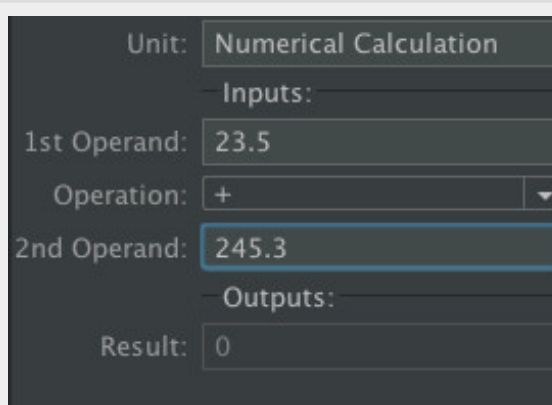 Unit: Numerical Calculation
Inputs:
1st Operand: 23.5
Operation: +
2nd Operand: 245.3
Outputs:
Result: 0